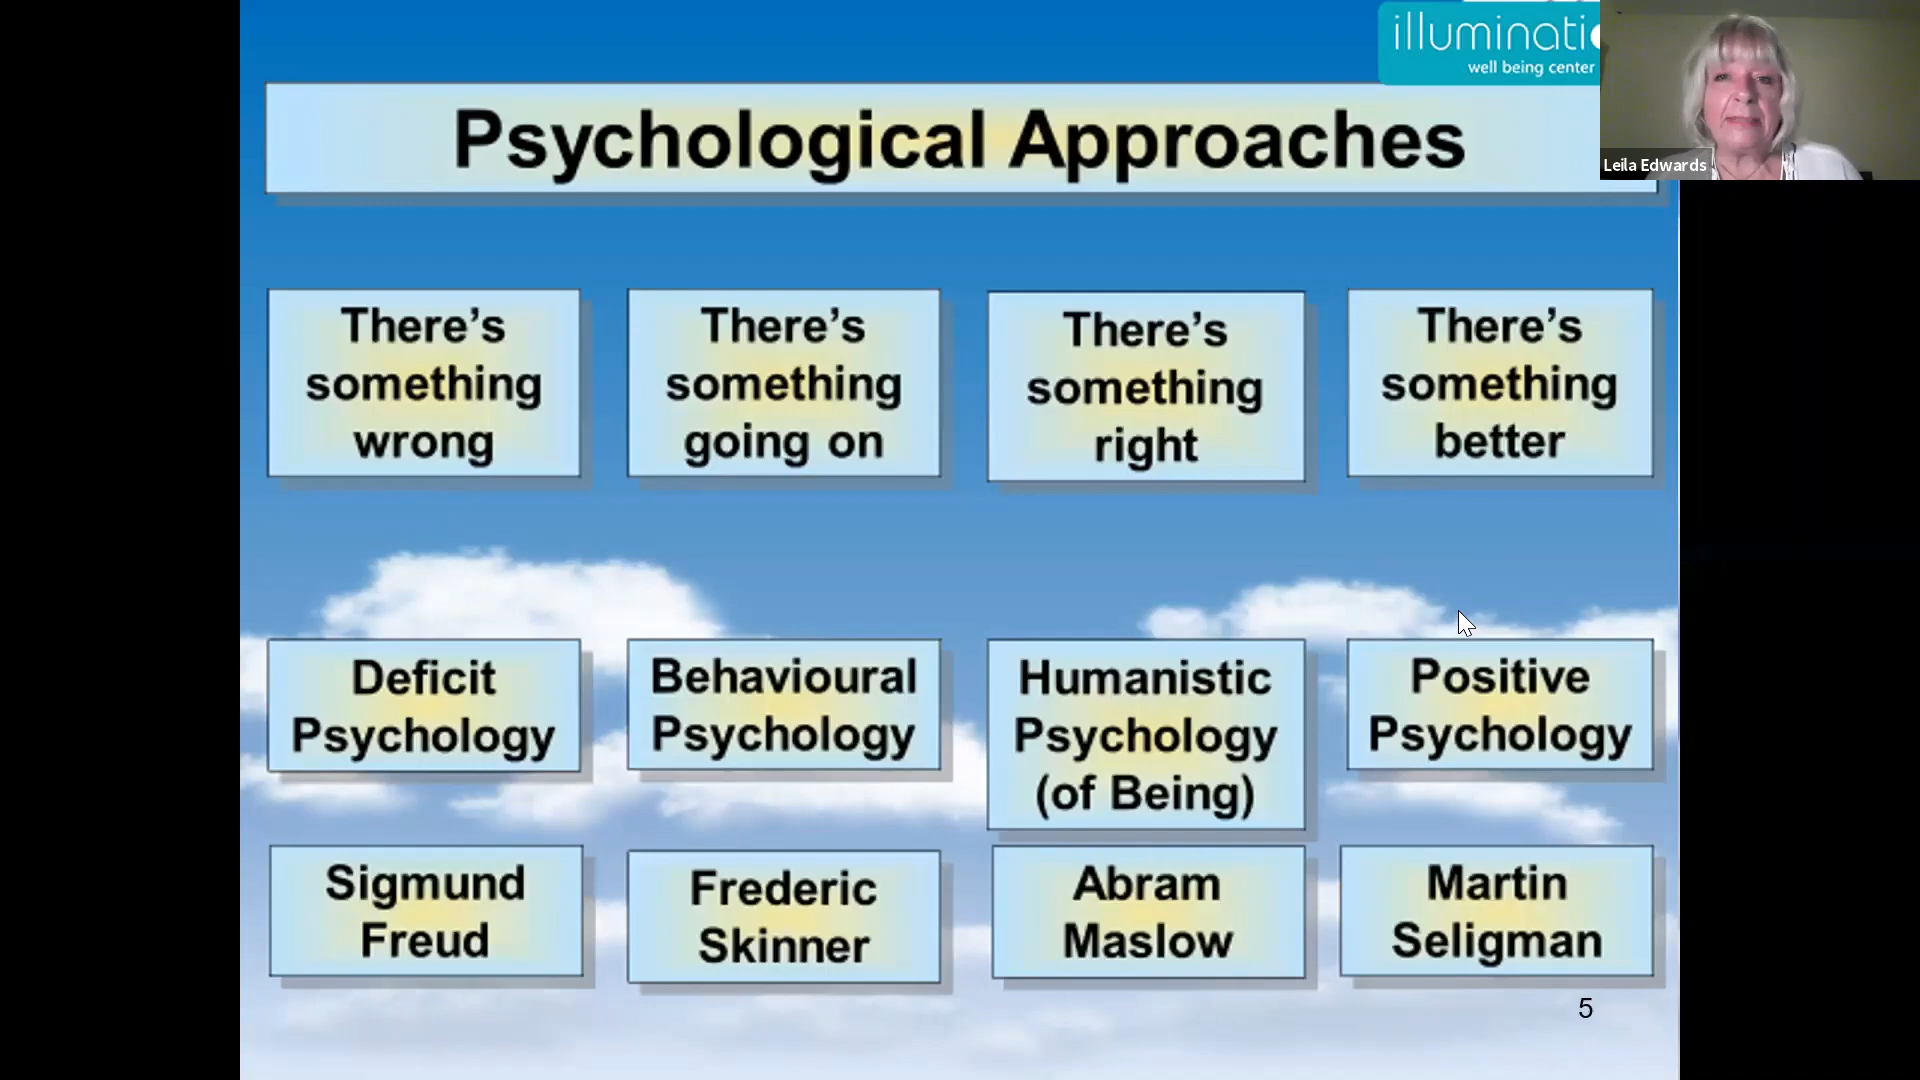 illuminati
well being center
Leila Edwards
Psychological Approaches
There's
something
wrong
There's
something
going on
There's
something
right
There's
something
better
Deficit
Psychology
Behavioural
Psychology
Humanistic
Psychology
(of Being)
Positive
Psychology
Sigmund
Freud
Frederic
Skinner
Abram
Maslow
Martin
Seligman
5